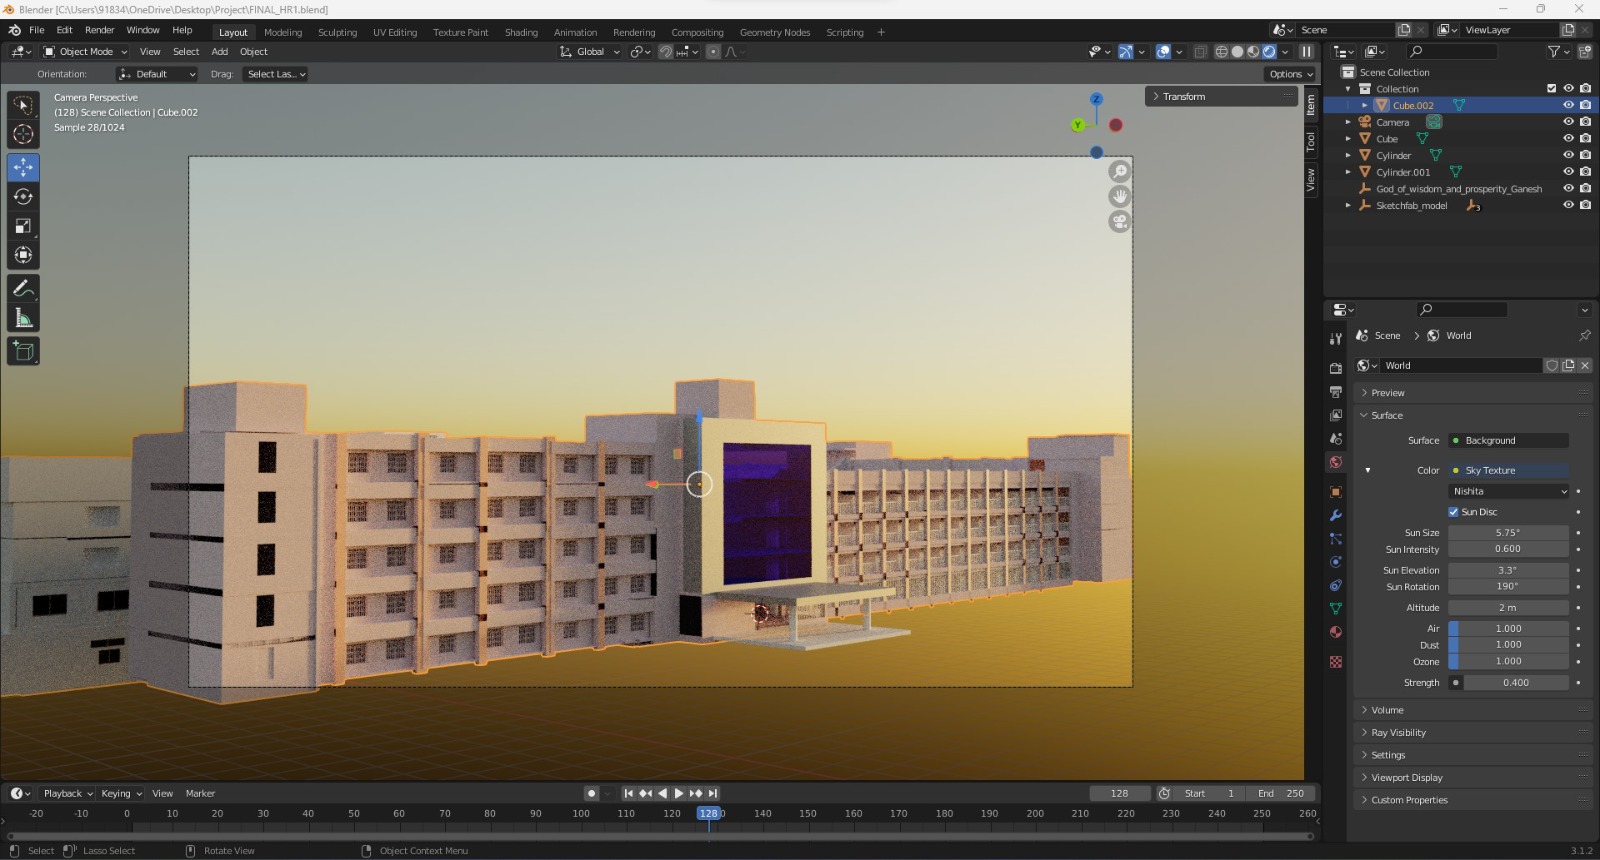 Blender [C:\Users\91834\OneDrive\Desktop\Project\FINAL_HR1.blend]
File Edit Render Window Help Layout Modeling Sculpting UV Editing Texture Paint Shading Animation Rendering Compositing Geometry Nodes Scripting + Scene ViewLayer
Object Mode View Select Add Object Global
Orientation: Default Drag: Select Las.. Options
Camera Perspective
(128) Scene Collection | Cube.002
Sample 28/1024
Z
Y
Transform
Item
Tool
View
Scene Collection
Collection
Cube.002
Camera
Cube
Cylinder
Cylinder.001
God_of_wisdom_and_prosperity_Ganesh
Sketchfab_model 3
Scene > World
World
Preview
Surface
Surface Background
Color Sky Texture
Nishita
Sun Disc
Sun Size 5.75°
Sun Intensity 0.600
Sun Elevation 3.3°
Sun Rotation 190°
Altitude 2 m
Air 1.000
Dust 1.000
Ozone 1.000
Strength 0.400
Volume
Ray Visibility
Settings
Viewport Display
Custom Properties
Playback Keying View Marker 128 Start 1 End 250
-20 -10 0 10 20 30 40 50 60 70 80 90 100 110 128 140 150 160 170 180 190 200 210 220 230 240 250 260
Select Lasso Select Rotate View Object Context Menu 3.1.2